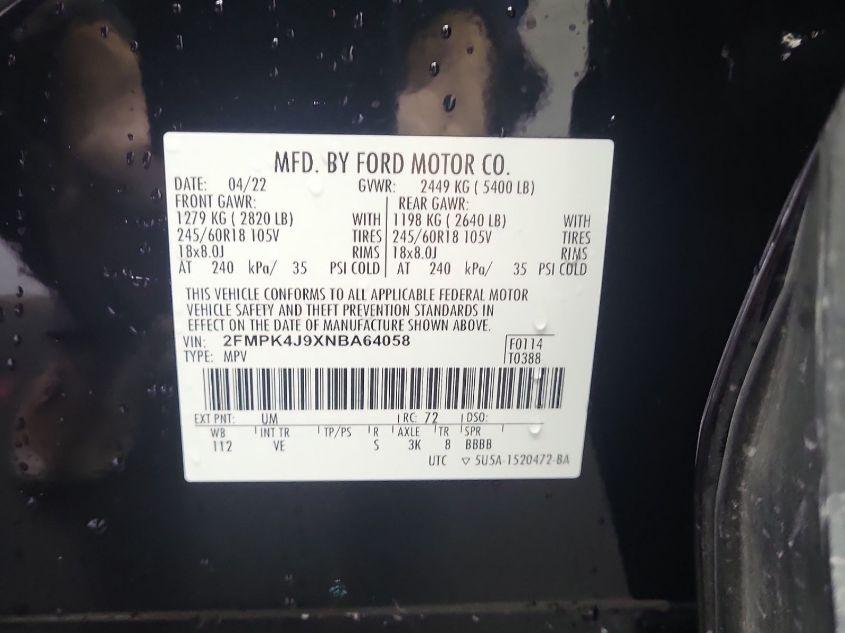 MFD. BY FORD MOTOR CO.
DATE: 04/22 GVWR: 2449 KG ( 5400 LB)
FRONT GAWR: REAR GAWR:
1279 KG ( 2820 LB) WITH 1198 KG ( 2640 LB) WITH
245/60R18 105V TIRES 245/60R18 105V TIRES
18x8.0J RIMS 18x8.0J RIMS
AT 240 kPa/ 35 PSI COLD AT 240 kPa/ 35 PSI COLD
THIS VEHICLE CONFORMS TO ALL APPLICABLE FEDERAL MOTOR
VEHICLE SAFETY AND THEFT PREVENTION STANDARDS IN
EFFECT ON THE DATE OF MANUFACTURE SHOWN ABOVE.
VIN: 2FMPK4J9XNBA64058 F0114
TYPE: MPV T0388
EXT PNT: UM RC: 72 DSO:
WB INT TR TP/PS R AXLE TR SPR
112 VE S 3K 8 BBBB
UTC ▽ 5U5A-1520472-BA